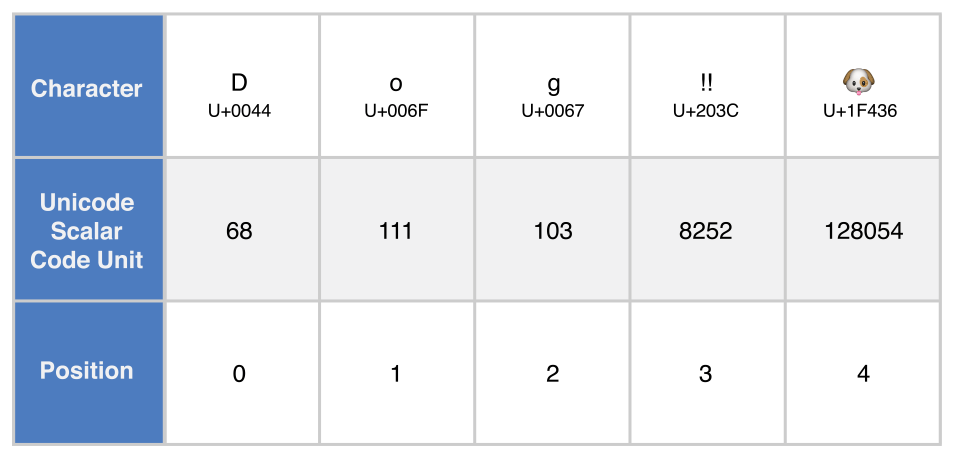 Character
D
U+0044
o
U+006F
g
U+0067
‼
U+203C
🐶
U+1F436
Unicode
Scalar
Code Unit
68
111
103
8252
128054
Position
0
1
2
3
4